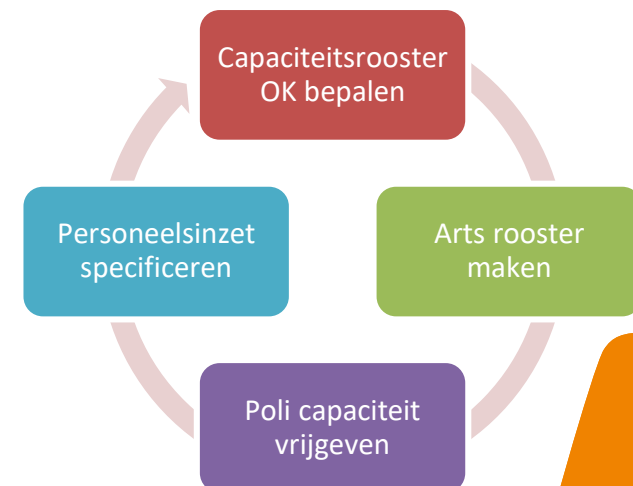 Capaciteitsrooster
OK bepalen
Arts rooster
maken
Poli capaciteit
vrijgeven
Personeelsinzet
specificeren